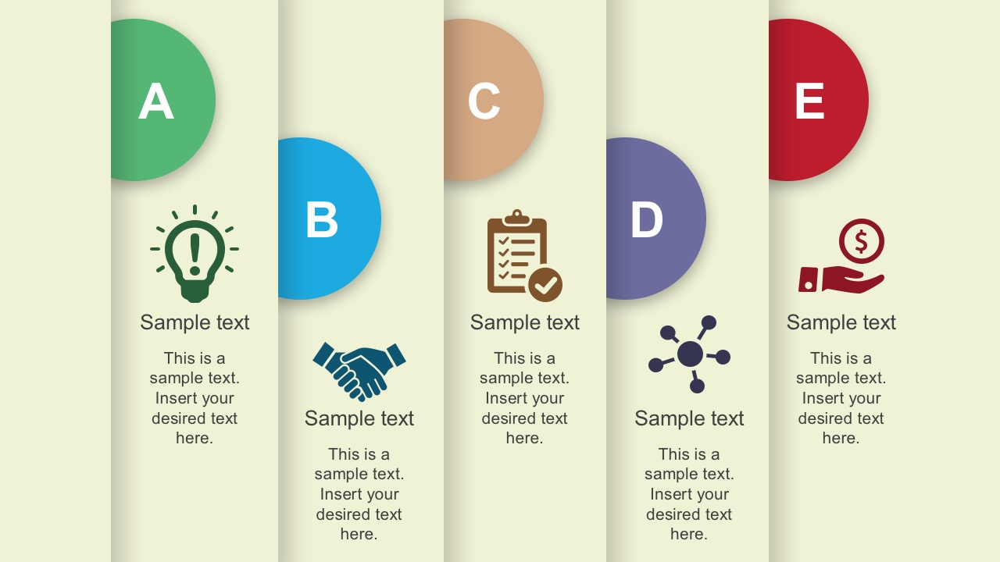 A
Sample text
This is a
sample text.
Insert your
desired text
here.
B
Sample text
This is a
sample text.
Insert your
desired text
here.
C
Sample text
This is a
sample text.
Insert your
desired text
here.
D
Sample text
This is a
sample text.
Insert your
desired text
here.
E
$
Sample text
This is a
sample text.
Insert your
desired text
here.